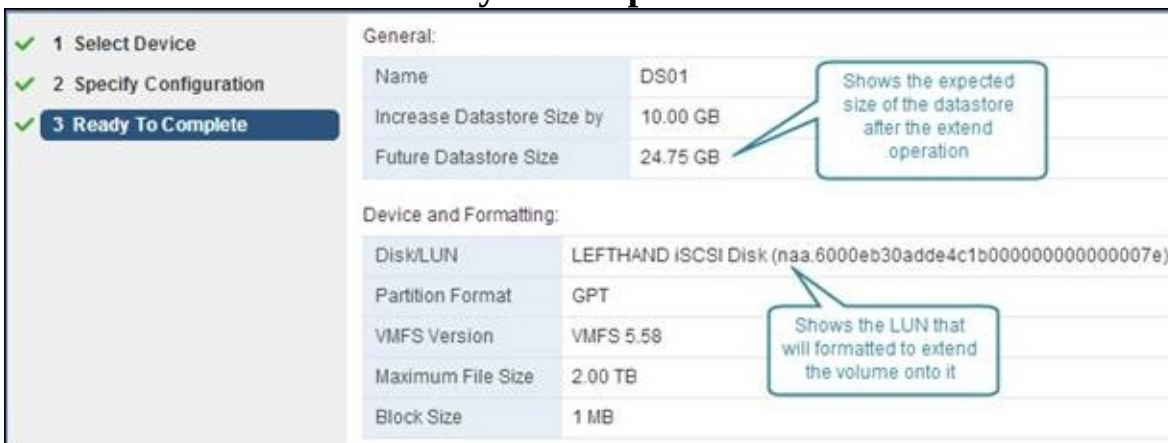 1 Select Device
2 Specify Configuration
3 Ready To Complete
General:
Name DS01
Increase Datastore Size by 10.00 GB
Future Datastore Size 24.75 GB
Shows the expected
size of the datastore
after the extend
operation
Device and Formatting:
Disk/LUN LEFTHAND iSCSI Disk (naa.6000eb30adde4c1b000000000000007e)
Partition Format GPT
VMFS Version VMFS 5.58
Maximum File Size 2.00 TB
Block Size 1 MB
Shows the LUN that
will formatted to extend
the volume onto it